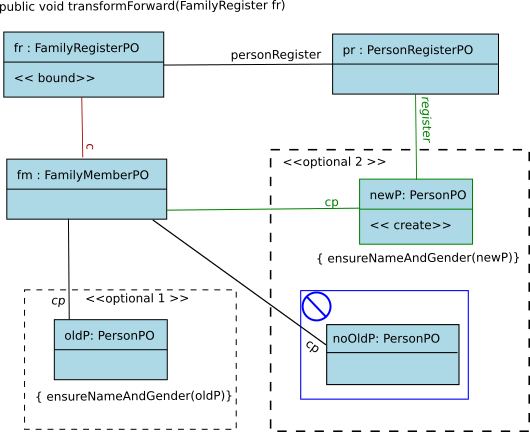 public void transformForward(FamilyRegister fr)
fr : FamilyRegisterPO
<< bound>>
personRegister
pr : PersonRegisterPO
c
register
fm : FamilyMemberPO
<<optional 2 >>
newP: PersonPO
<< create>>
cp
{ ensureNameAndGender(newP)}
cp
<<optional 1 >>
oldP: PersonPO
{ ensureNameAndGender(oldP)}
cp
noOldP: PersonPO